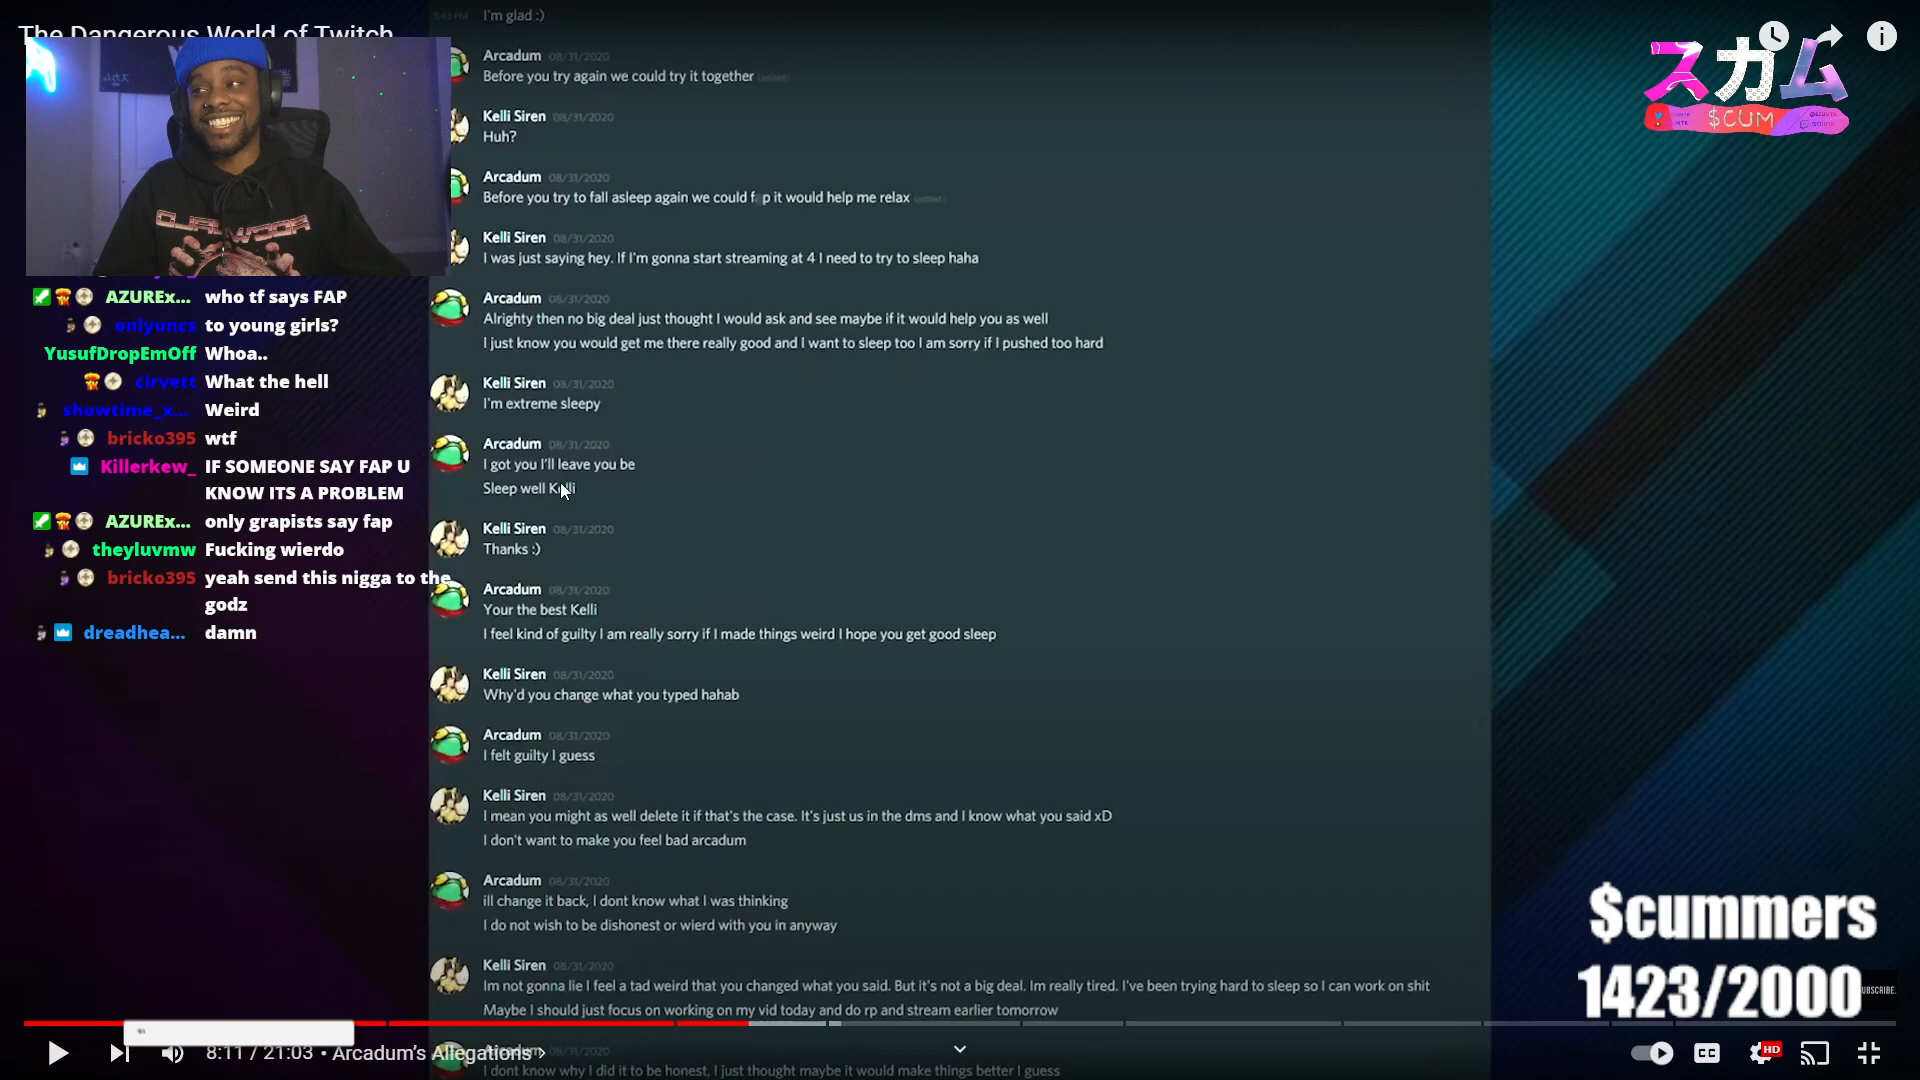 The Dangerous World of Twitch
1:43 PM I'm glad :)
Arcadum 08/31/2020
Before you try again we could try it together (edited)
Kelli Siren 08/31/2020
Huh?
Arcadum 08/31/2020
Before you try to fall asleep again we could f p it would help me relax (edited)
Kelli Siren 08/31/2020
I was just saying hey. If I'm gonna start streaming at 4 I need to try to sleep haha
Arcadum 08/31/2020
Alrighty then no big deal just thought I would ask and see maybe if it would help you as well
I just know you would get me there really good and I want to sleep too I am sorry if I pushed too hard
Kelli Siren 08/31/2020
I'm extreme sleepy
Arcadum 08/31/2020
I got you I'll leave you be
Sleep well Kelli
Kelli Siren 08/31/2020
Thanks :)
Arcadum 08/31/2020
Your the best Kelli
I feel kind of guilty I am really sorry if I made things weird I hope you get good sleep
Kelli Siren 08/31/2020
Why'd you change what you typed hahab
Arcadum 08/31/2020
I felt guilty I guess
Kelli Siren 08/31/2020
I mean you might as well delete it if that's the case. It's just us in the dms and I know what you said xD
I don't want to make you feel bad arcadum
Arcadum 08/31/2020
ill change it back, I dont know what I was thinking
I do not wish to be dishonest or wierd with you in anyway
Kelli Siren 08/31/2020
Im not gonna lie I feel a tad weird that you changed what you said. But it's not a big deal. Im really tired. I've been trying hard to sleep so I can work on shit
Maybe I should just focus on working on my vid today and do rp and stream earlier tomorrow
Arcadum 08/31/2020
I dont know why I did it to be honest, I just thought maybe it would make things better I guess
AZUREx... who tf says FAP
onlyuncs to young girls?
YusufDropEmOff Whoa..
cirvett What the hell
showtime_x... Weird
bricko395 wtf
Killerkew_ IF SOMEONE SAY FAP U
KNOW ITS A PROBLEM
AZUREx... only grapists say fap
theyluvmw Fucking wierdo
bricko395 yeah send this nigga to the
godz
dreadhea... damn
スカム
$CUM
$cummers
1423/2000
UBSCRIBE.
8:11 / 21:03 • Arcadum's Allegations ›
CC
HD